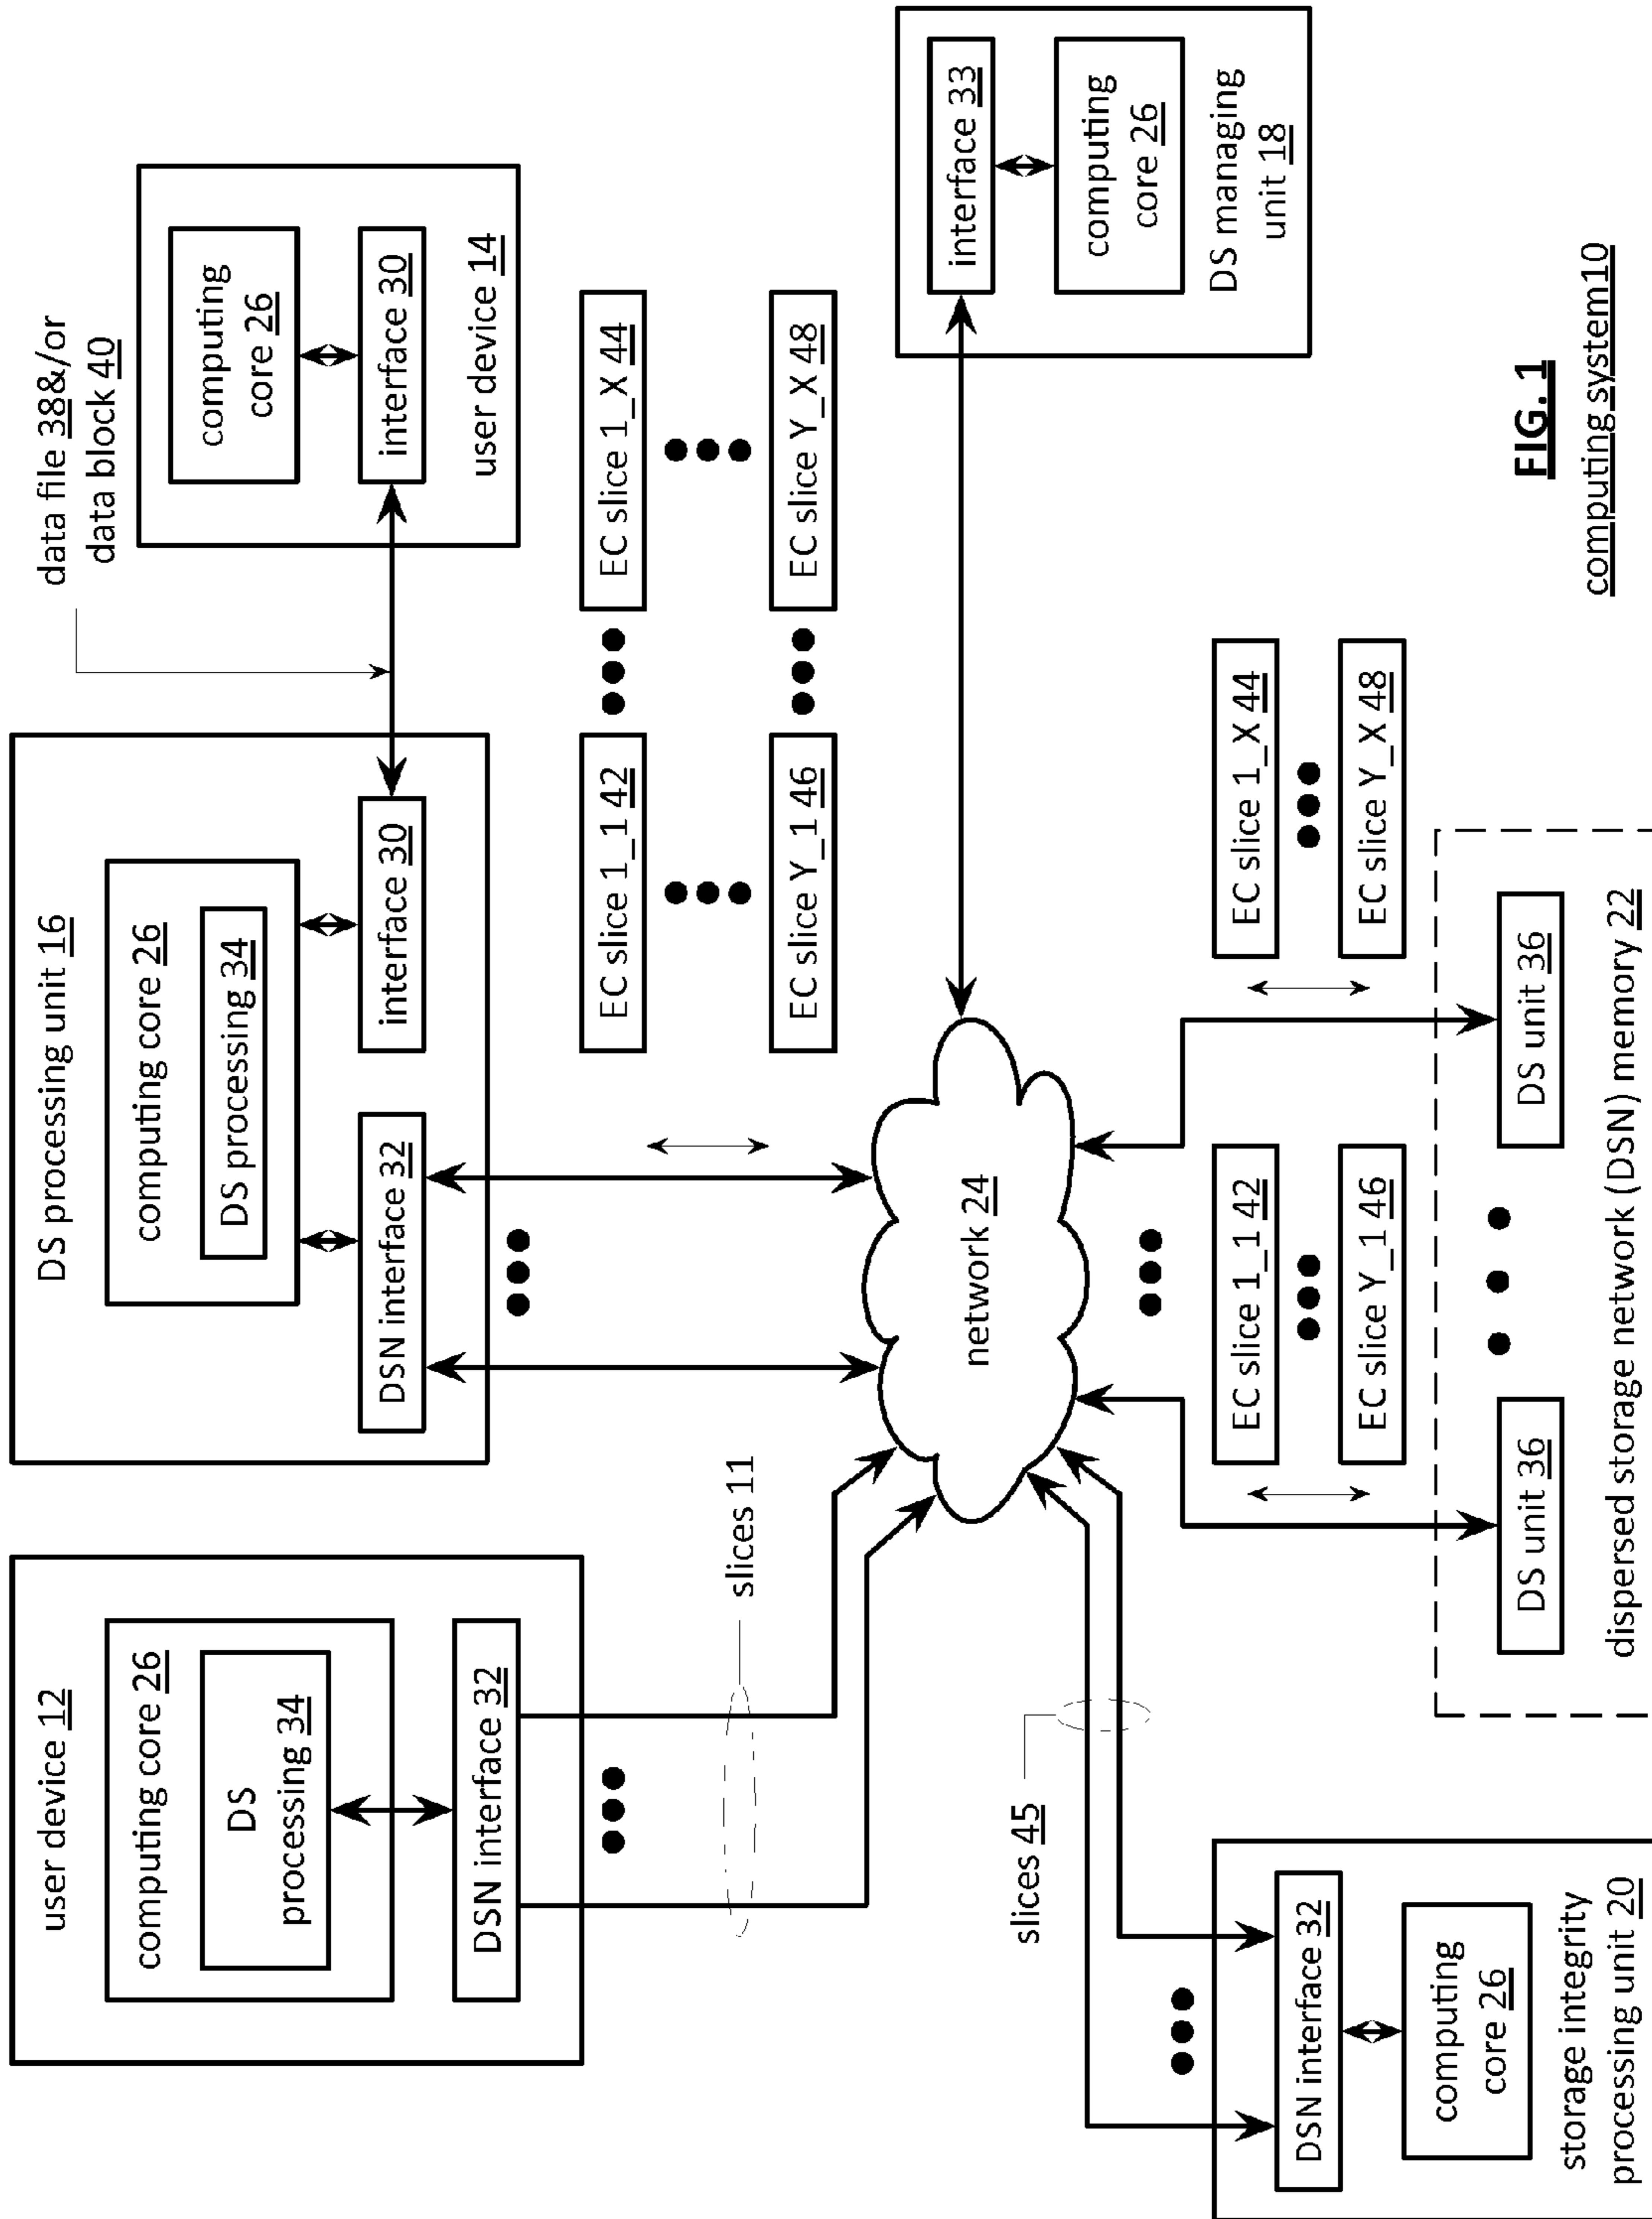 user device 12
computing core 26
DS
processing 34
DSN interface 32
slices 11
DS processing unit 16
computing core 26
DS processing 34
DSN interface 32
interface 30
data file 38&/or
data block 40
computing
core 26
interface 30
user device 14
EC slice 1_1 42
EC slice 1_X 44
EC slice Y_1 46
EC slice Y_X 48
network 24
interface 33
computing
core 26
DS managing
unit 18
slices 45
DSN interface 32
computing
core 26
storage integrity
processing unit 20
EC slice 1_1 42
EC slice Y_1 46
EC slice 1_X 44
EC slice Y_X 48
DS unit 36
DS unit 36
dispersed storage network (DSN) memory 22
FIG. 1
computing system10